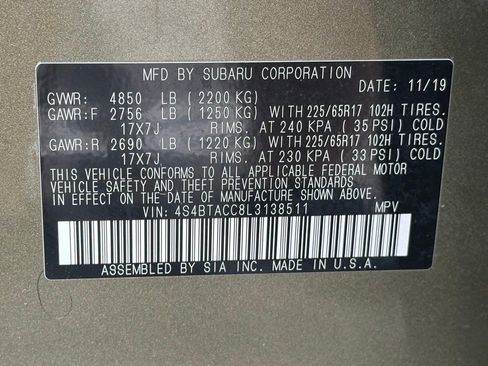 MFD BY SUBARU CORPORATION
DATE: 11/19
GVWR: 4850 LB (2200 KG)
GAWR:F 2756 LB (1250 KG) WITH 225/65R17 102H TIRES.
17X7J RIMS. AT 240 KPA (35 PSI) COLD
GAWR:R 2690 LB (1220 KG) WITH 225/65R17 102H TIRES.
17X7J RIMS. AT 230 KPA (33 PSI) COLD
THIS VEHICLE CONFORMS TO ALL APPLICABLE FEDERAL MOTOR
VEHICLE SAFETY AND THEFT PREVENTION STANDARDS
IN EFFECT ON THE DATE OF MANUFACTURE SHOWN ABOVE.
VIN: 4S4BTACC8L3138511 MPV
ASSEMBLED BY SIA INC. MADE IN U.S.A.